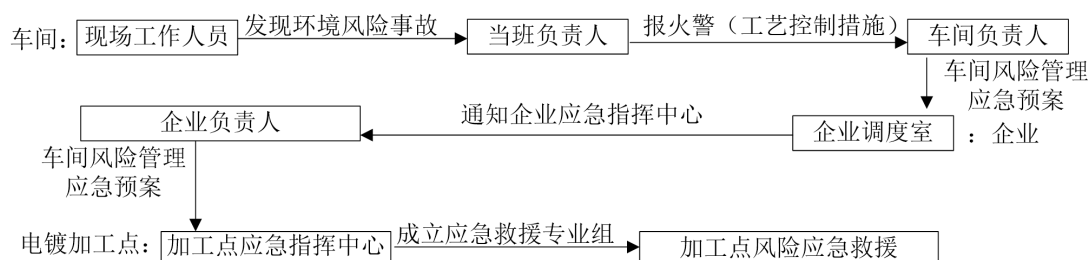 车间：现场工作人员 发现环境风险事故 当班负责人 报火警（工艺控制措施） 车间负责人
车间风险管理
应急预案
企业负责人 通知企业应急指挥中心 企业调度室 ：企业
车间风险管理
应急预案
电镀加工点：加工点应急指挥中心 成立应急救援专业组 加工点风险应急救援